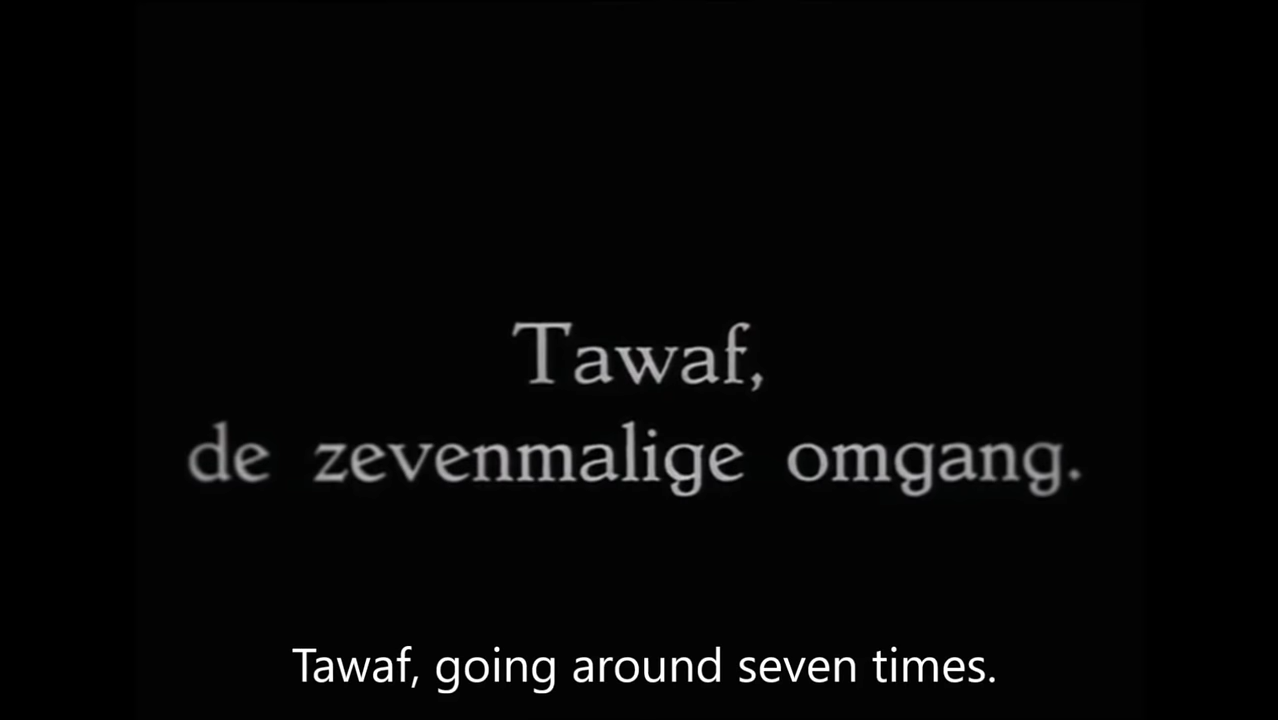 Tawaf,
de zevenmalige omgang.
Tawaf, going around seven times.